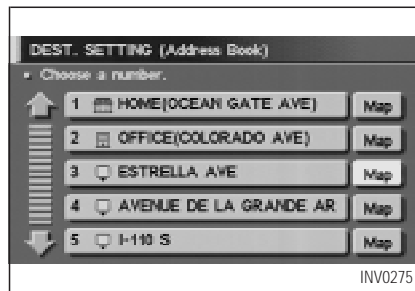 DEST. SETTING (Address Book)
Choose a number.
1 HOME(OCEAN GATE AVE) Map
2 OFFICE(COLORADO AVE) Map
3 ESTRELLA AVE Map
4 AVENUE DE LA GRANDE AR Map
5 I-110 S Map
INV0275